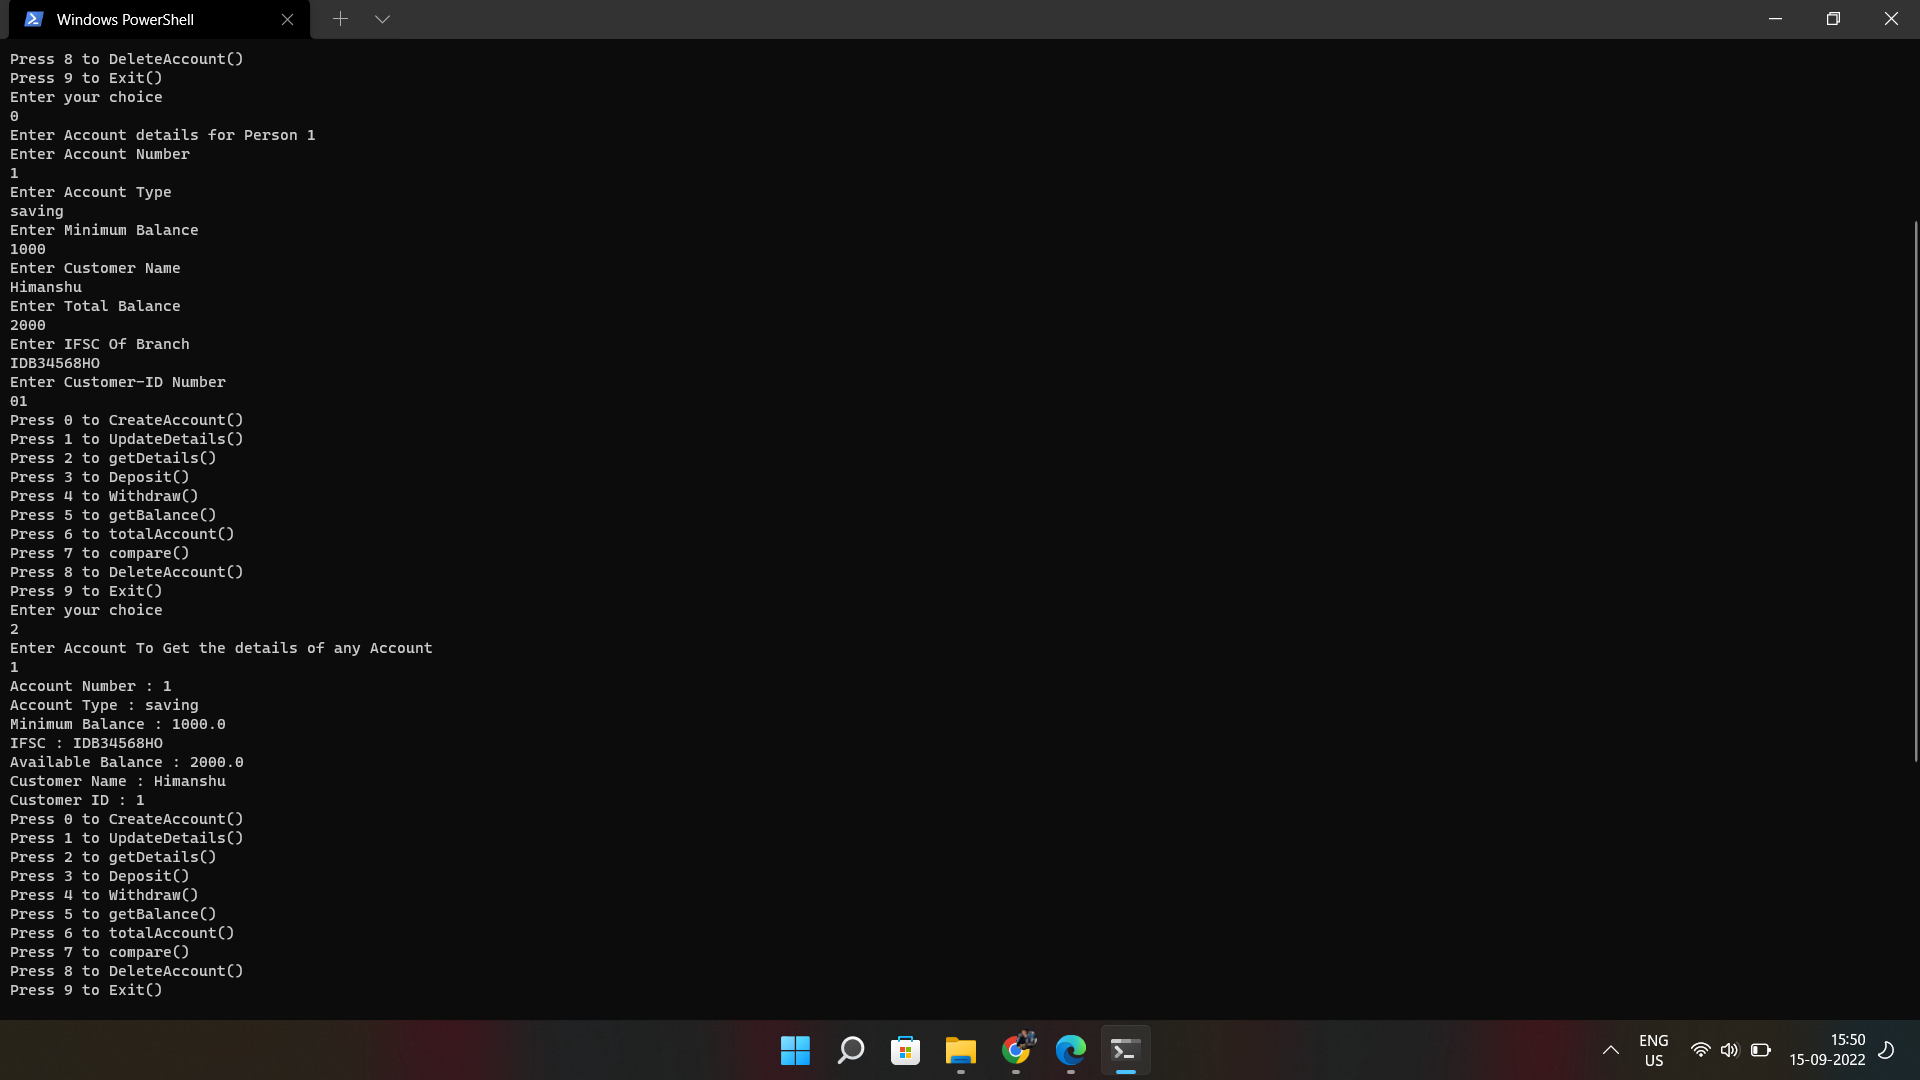 Windows PowerShell
Press 8 to DeleteAccount()
Press 9 to Exit()
Enter your choice
0
Enter Account details for Person 1
Enter Account Number
1
Enter Account Type
saving
Enter Minimum Balance
1000
Enter Customer Name
Himanshu
Enter Total Balance
2000
Enter IFSC Of Branch
IDB34568HO
Enter Customer-ID Number
01
Press 0 to CreateAccount()
Press 1 to UpdateDetails()
Press 2 to getDetails()
Press 3 to Deposit()
Press 4 to Withdraw()
Press 5 to getBalance()
Press 6 to totalAccount()
Press 7 to compare()
Press 8 to DeleteAccount()
Press 9 to Exit()
Enter your choice
2
Enter Account To Get the details of any Account
1
Account Number : 1
Account Type : saving
Minimum Balance : 1000.0
IFSC : IDB34568HO
Available Balance : 2000.0
Customer Name : Himanshu
Customer ID : 1
Press 0 to CreateAccount()
Press 1 to UpdateDetails()
Press 2 to getDetails()
Press 3 to Deposit()
Press 4 to Withdraw()
Press 5 to getBalance()
Press 6 to totalAccount()
Press 7 to compare()
Press 8 to DeleteAccount()
Press 9 to Exit()
ENG
US
15:50
15-09-2022